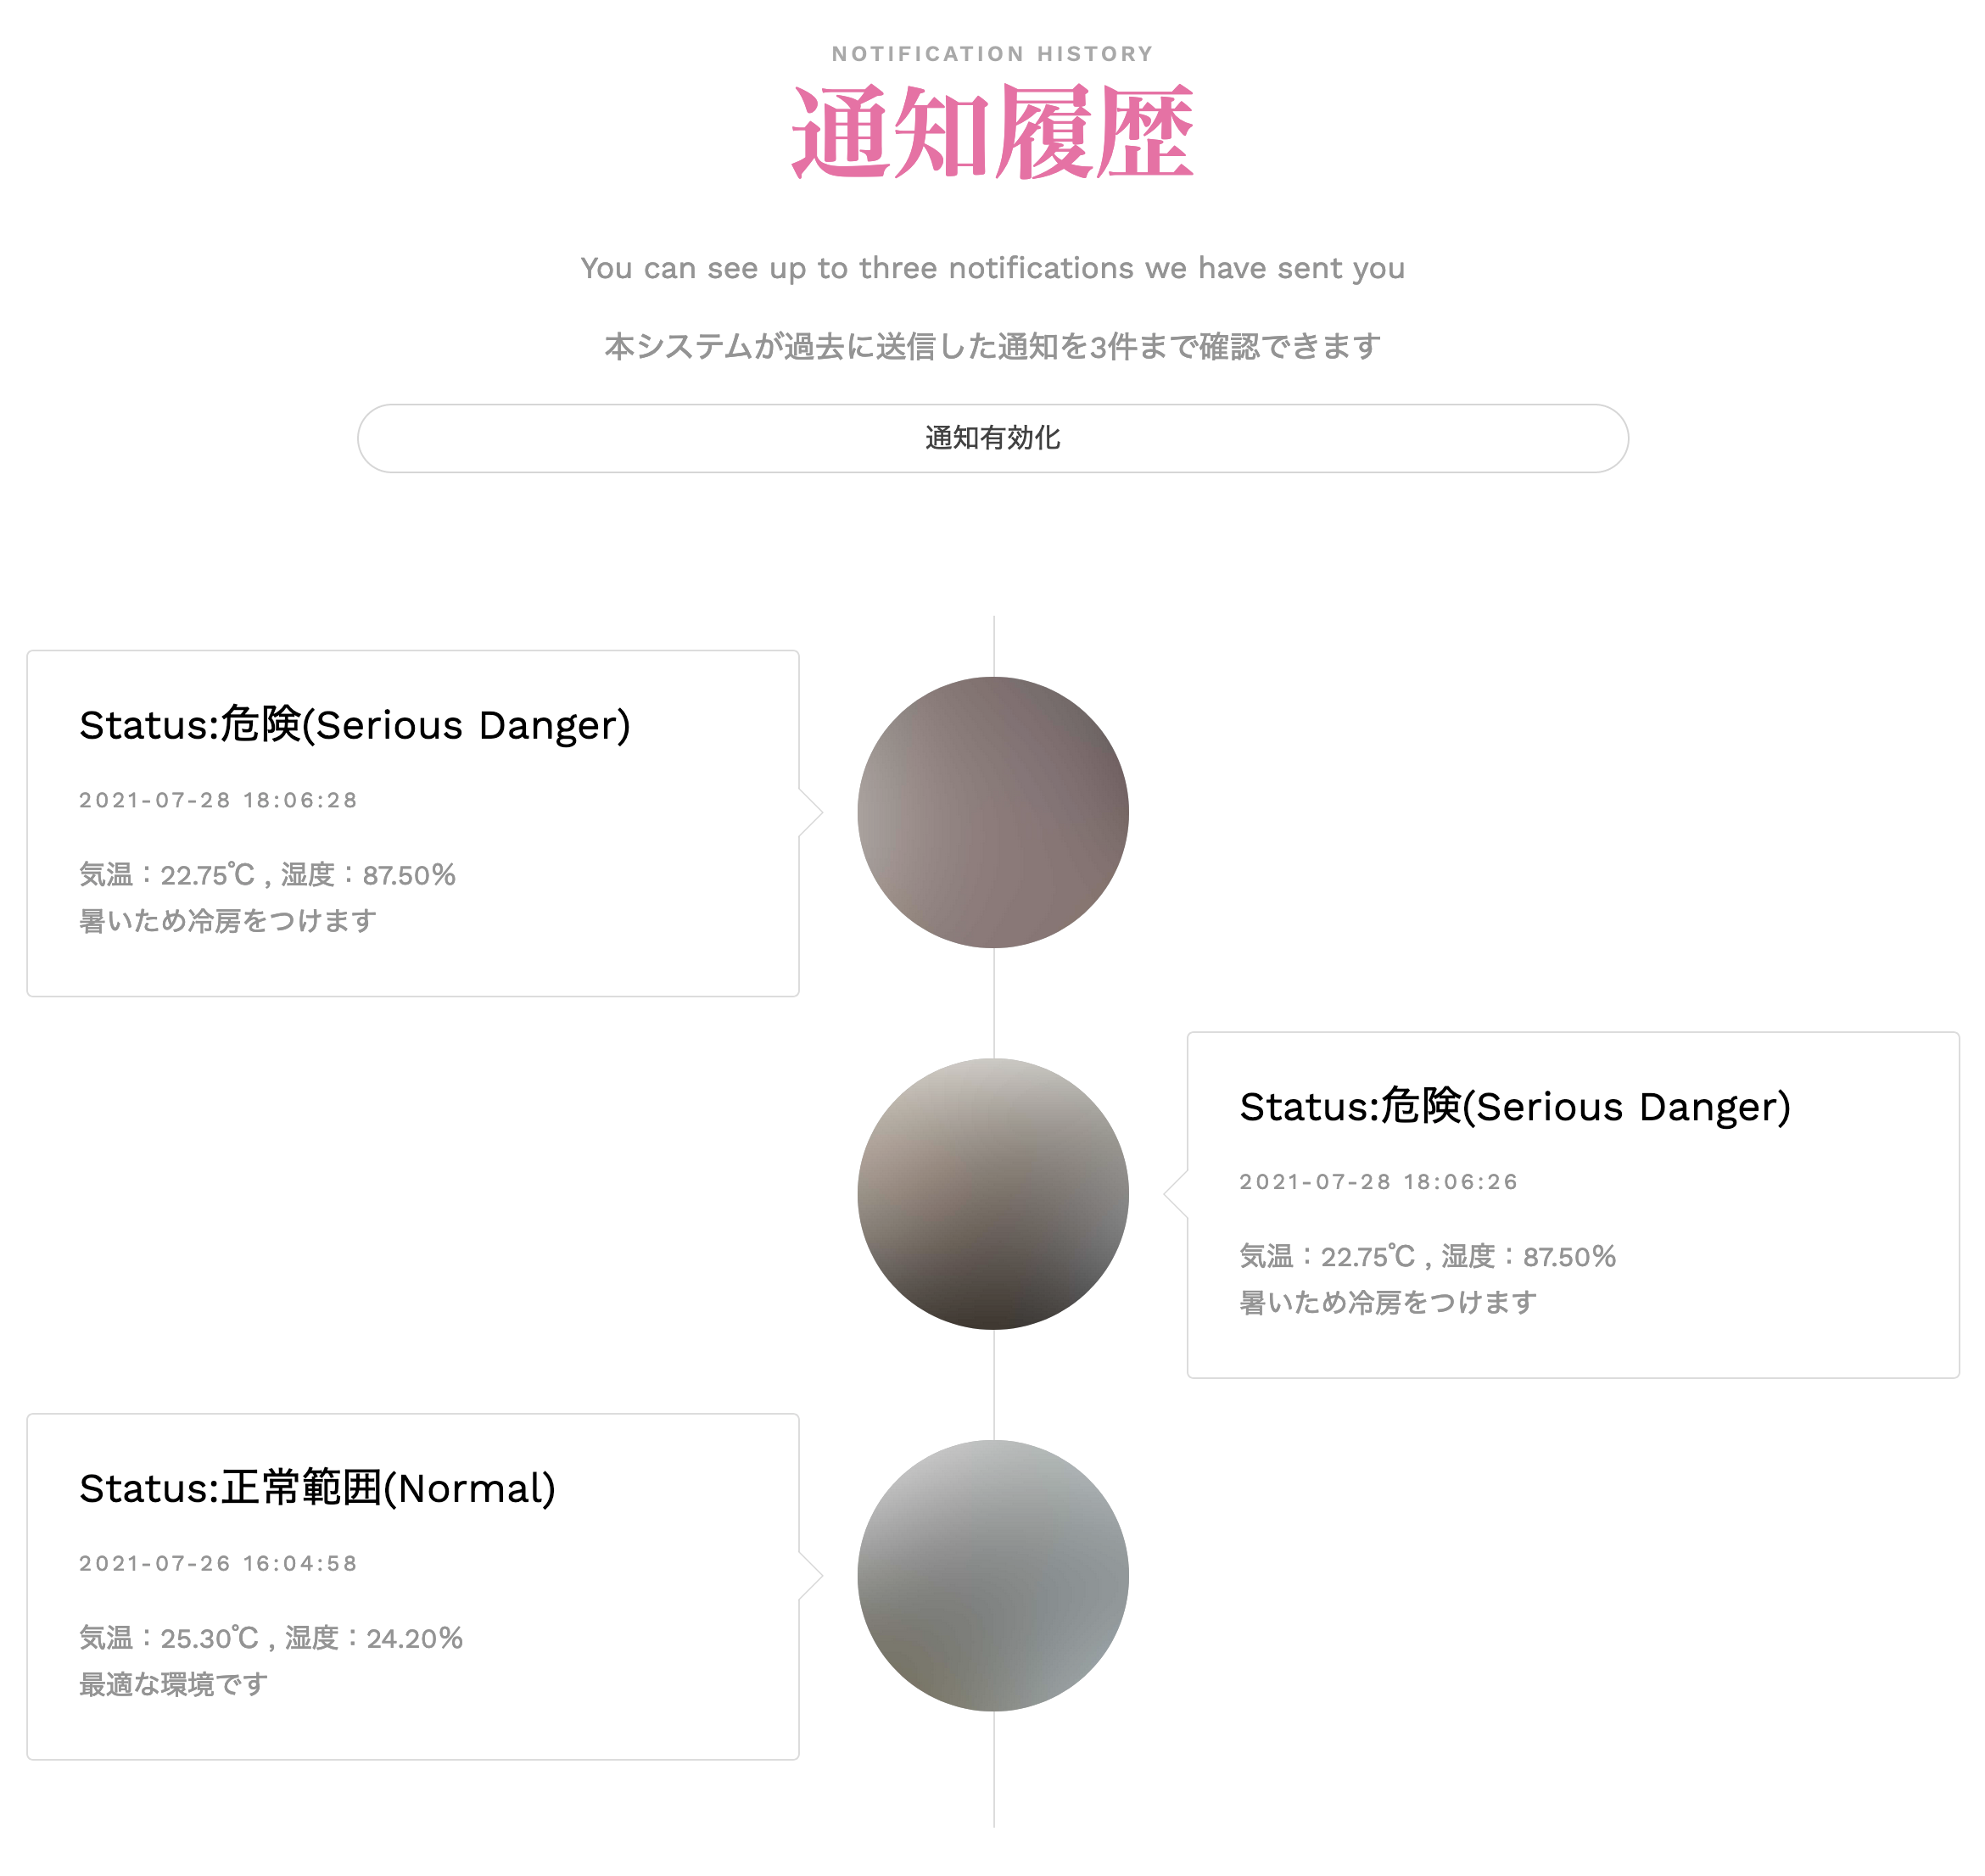 NOTIFICATION HISTORY
通知履歴
You can see up to three notifications we have sent you
本システムが過去に送信した通知を3件まで確認できます
通知有効化
Status:危険(Serious Danger)
2021-07-28 18:06:28
気温：22.75℃ , 湿度：87.50%
暑いため冷房をつけます
Status:危険(Serious Danger)
2021-07-28 18:06:26
気温：22.75℃ , 湿度：87.50%
暑いため冷房をつけます
Status:正常範囲(Normal)
2021-07-26 16:04:58
気温：25.30℃ , 湿度：24.20%
最適な環境です